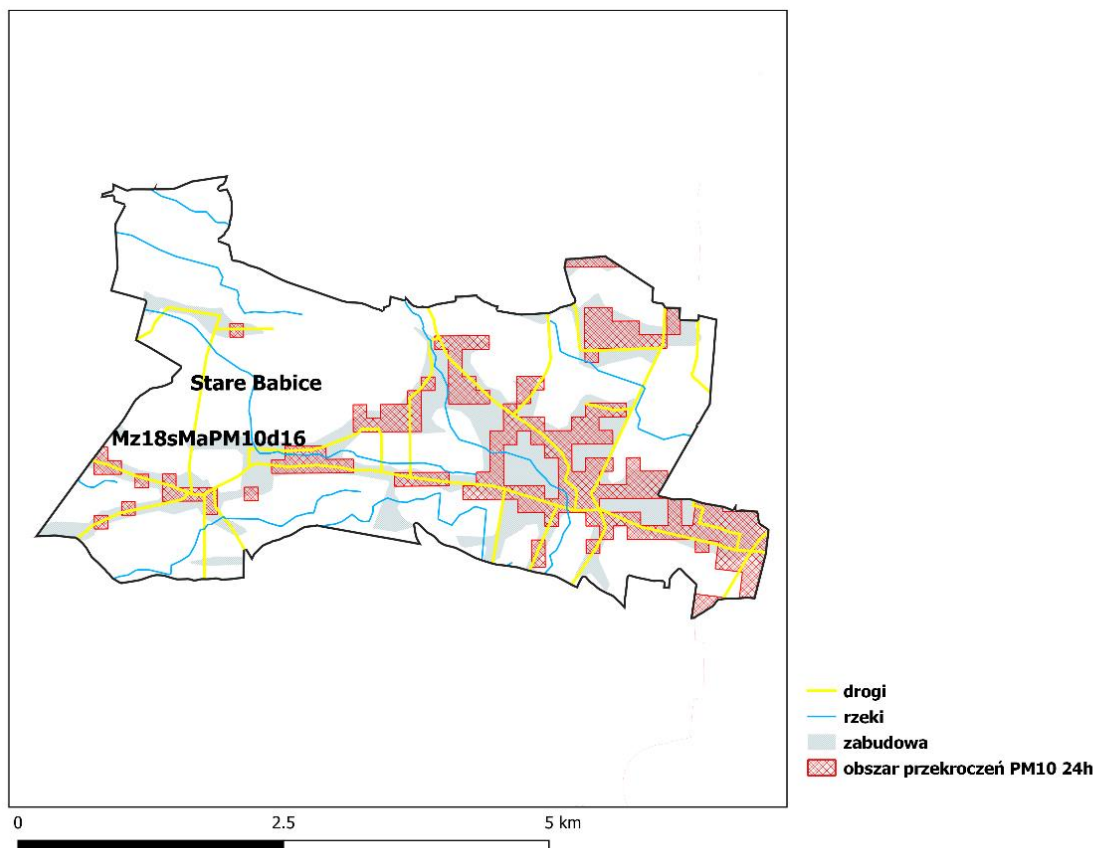 Stare Babice
Mz18sMaPM10d16
drogi
rzeki
zabudowa
obszar przekroczeń PM10 24h
0 2.5 5 km